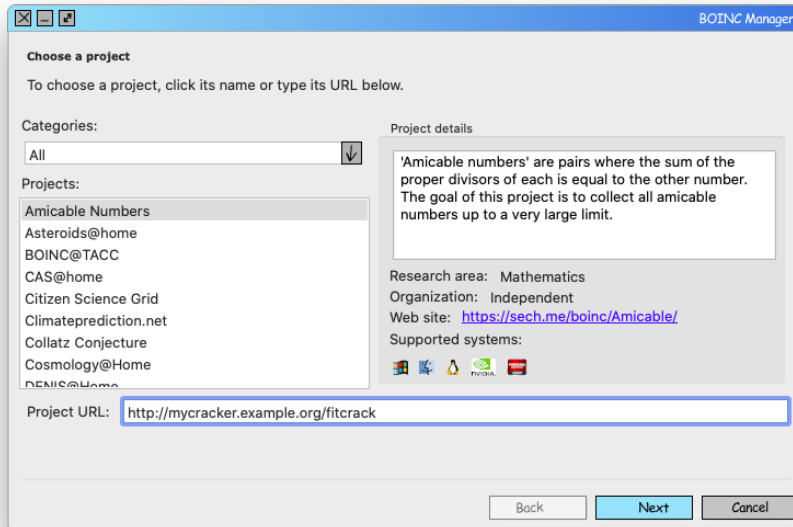 BOINC Manager
Choose a project
To choose a project, click its name or type its URL below.
Categories:
All
Projects:
Amicable Numbers
Asteroids@home
BOINC@TACC
CAS@home
Citizen Science Grid
Climateprediction.net
Collatz Conjecture
Cosmology@Home
DENIS@Home
Project details
'Amicable numbers' are pairs where the sum of the
proper divisors of each is equal to the other number.
The goal of this project is to collect all amicable
numbers up to a very large limit.
Research area: Mathematics
Organization: Independent
Web site: https://sech.me/boinc/Amicable/
Supported systems:
NVIDIA.
Project URL: http://mycracker.example.org/fitcrack
Back Next Cancel